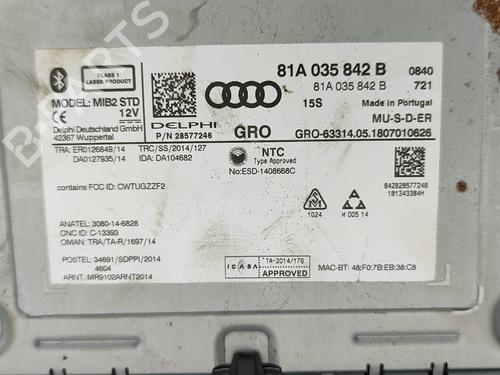 CLASS 1
LASER PRODUCT
MODEL: MIB2 STD
12V
Delphi Deutschland GmbH
42367 Wuppertal
DELPHI
P/N 28577246
GRO
81A 035 842 B 0840
81A 035 842 B 721
15S Made in Portugal
MU-S-D-ER
GRO-63314.05.1807010626
TRA: ER0126849/14 TRC/SS/2014/127
DA0127935/14 IDA: DA104682
NTC
Type Approved
No:ESD-1408668C
contains FCC ID: CWTUGZZF2
1024
И 005 14
842828577246
181343384H
ANATEL: 3080-14-6828
CNC ID: C-13393
OMAN: TRA/TA-R/1697/14
POSTEL: 34691/SDPPI/2014
4604
ARNT: MR9102ARNT2014
ICASA
TA-2014/176
APPROVED
MAC-BT: 48:F0:7B:EB:38:C8